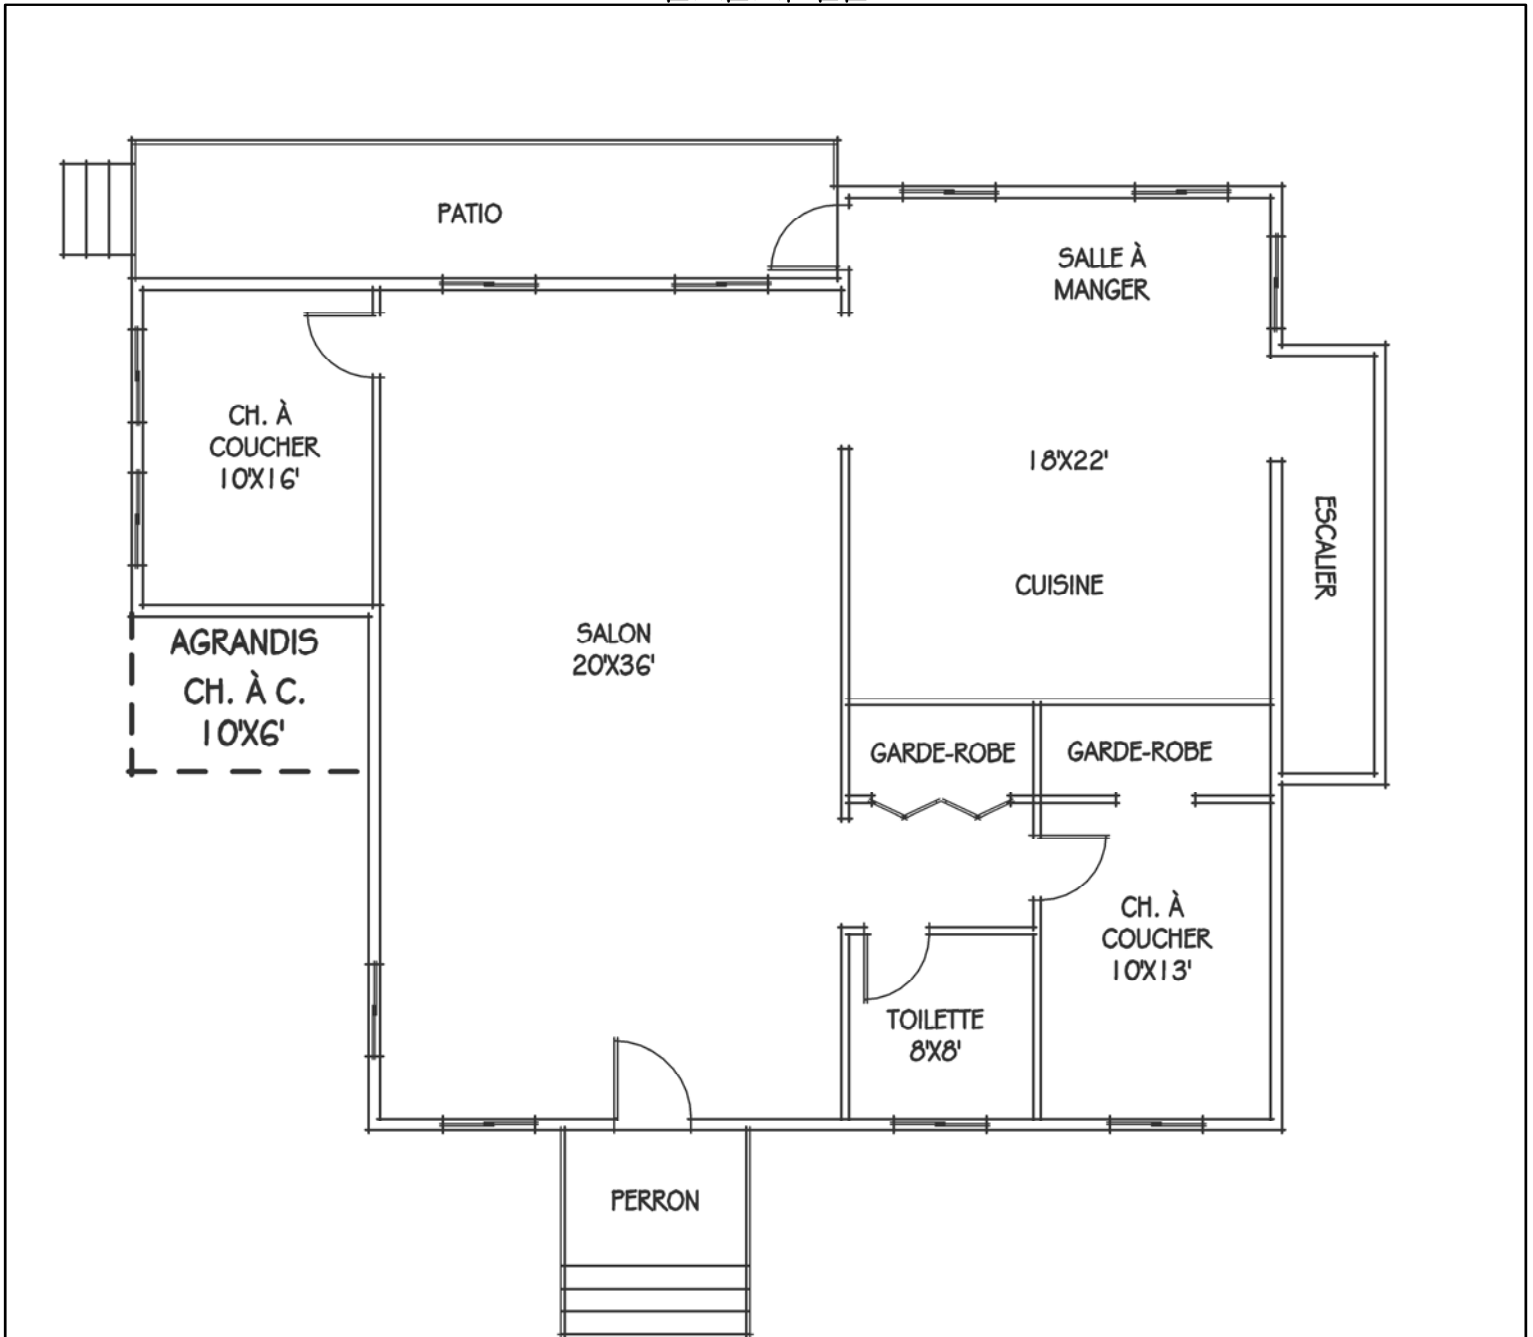 PATIO
SALLE À
MANGER
CH. À
COUCHER
10'X16'
18'X22'
ESCALIER
CUISINE
AGRANDIS
CH. À C.
10'X6'
SALON
20'X36'
GARDE-ROBE
GARDE-ROBE
CH. À
COUCHER
10'X13'
TOILETTE
8'X8'
PERRON